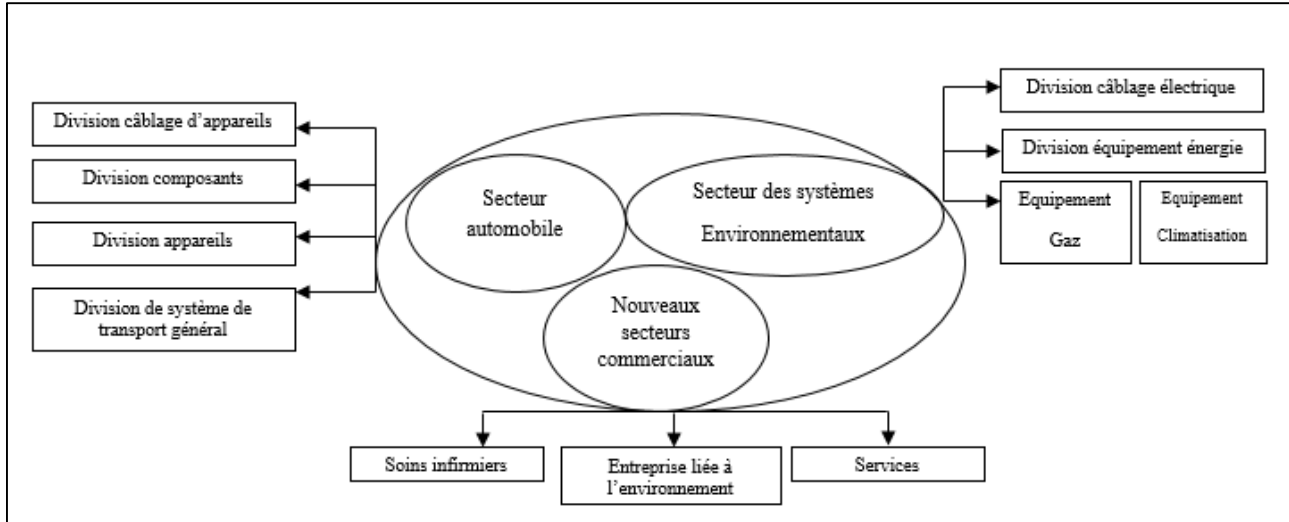 Division câblage d'appareils
Division composants
Division appareils
Division de système de
transport général
Secteur
automobile
Secteur des systèmes
Environnementaux
Nouveaux
secteurs
commerciaux
Division câblage électrique
Division équipement énergie
Equipement
Gaz
Equipement
Climatisation
Soins infirmiers
Entreprise liée à
l'environnement
Services